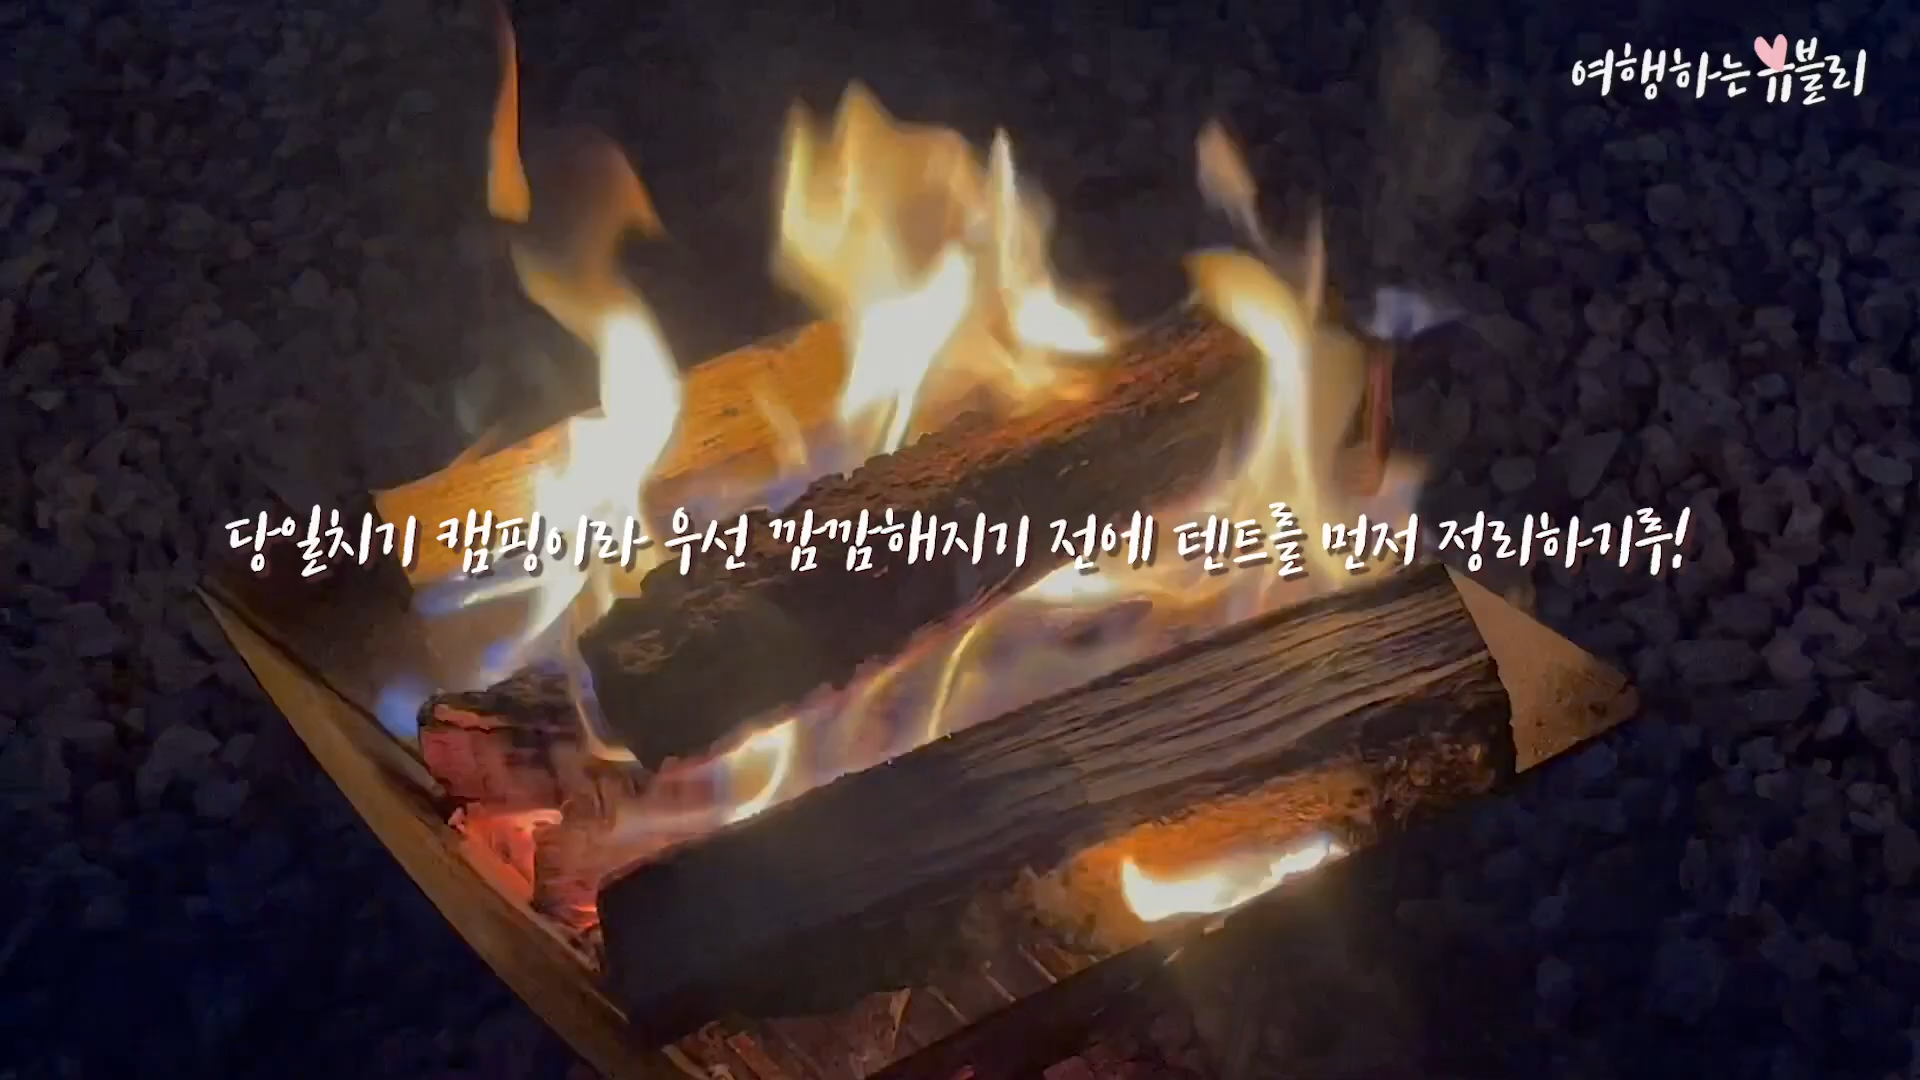 여행하는 뷰블리
당일치기 캠핑이라 우선 깜깜해지기 전에 텐트를 먼저 정리하기루!